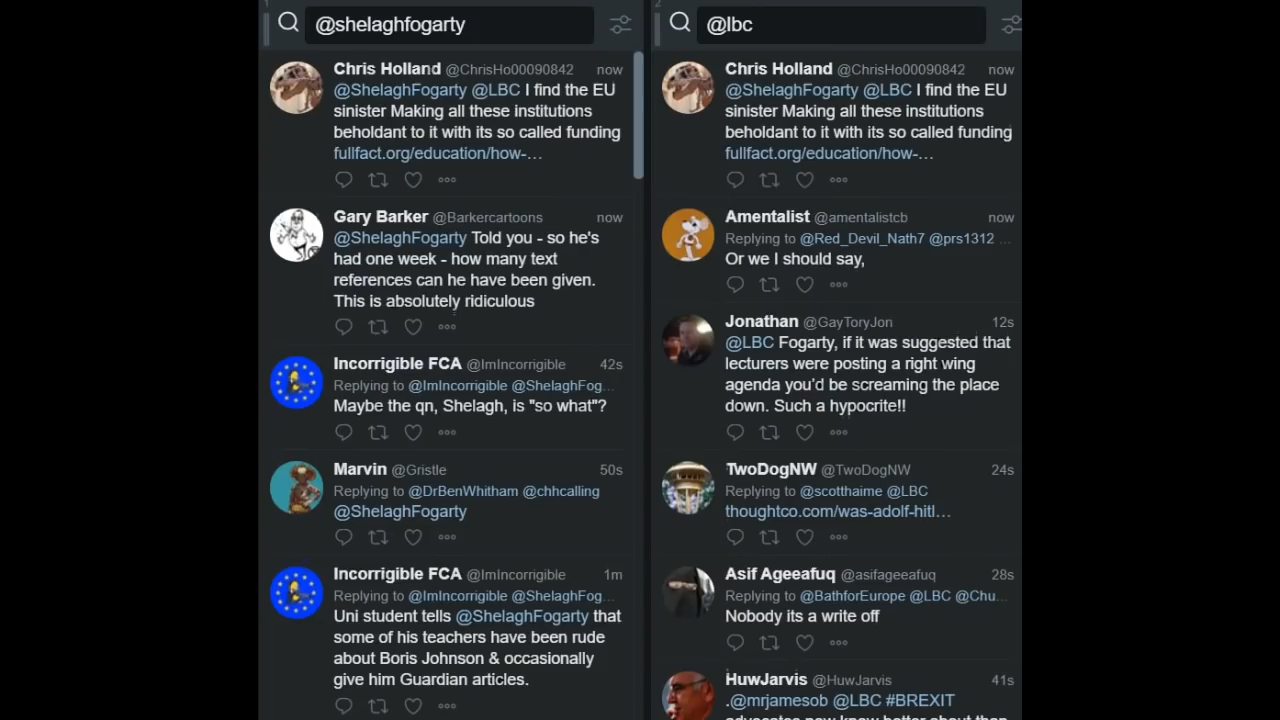 1
@shelaghfogarty
Chris Holland @ChrisHo00090842 now
@ShelaghFogarty @LBC I find the EU
sinister Making all these institutions
beholdant to it with its so called funding
fullfact.org/education/how-…
Gary Barker @Barkercartoons now
@ShelaghFogarty Told you - so he's
had one week - how many text
references can he have been given.
This is absolutely ridiculous
Incorrigible FCA @ImIncorrigible 42s
Replying to @ImIncorrigible @ShelaghFog...
Maybe the qn, Shelagh, is "so what"?
Marvin @Gristle 50s
Replying to @DrBenWhitham @chhcalling
@ShelaghFogarty
Incorrigible FCA @ImIncorrigible 1m
Replying to @ImIncorrigible @ShelaghFog...
Uni student tells @ShelaghFogarty that
some of his teachers have been rude
about Boris Johnson & occasionally
give him Guardian articles.
2
@lbc
Chris Holland @ChrisHo00090842 now
@ShelaghFogarty @LBC I find the EU
sinister Making all these institutions
beholdant to it with its so called funding
fullfact.org/education/how-…
Amentalist @amentalistcb now
Replying to @Red_Devil_Nath7 @prs1312 ...
Or we I should say,
Jonathan @GayToryJon 12s
@LBC Fogarty, if it was suggested that
lecturers were posting a right wing
agenda you'd be screaming the place
down. Such a hypocrite!!
TwoDogNW @TwoDogNW 24s
Replying to @scotthaime @LBC
thoughtco.com/was-adolf-hitl…
Asif Ageefuq @asifageeafuq 28s
Replying to @BathforEurope @LBC @Chu...
Nobody its a write off
HuwJarvis @HuwJarvis 41s
.@mrjamesob @LBC #BREXIT
advocates now know better about than